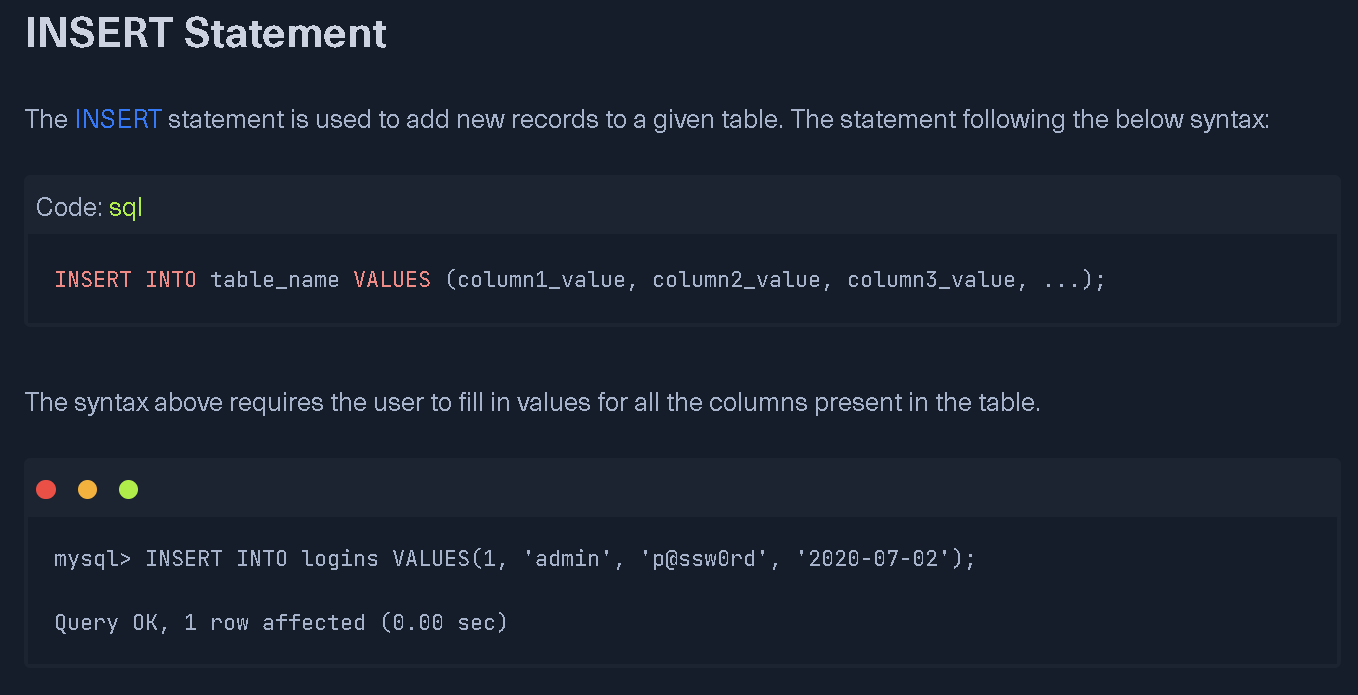 INSERT Statement
The INSERT statement is used to add new records to a given table. The statement following the below syntax:
Code: sql
INSERT INTO table_name VALUES (column1_value, column2_value, column3_value, ...);
The syntax above requires the user to fill in values for all the columns present in the table.
mysql> INSERT INTO logins VALUES(1, 'admin', 'p@ssw0rd', '2020-07-02');
Query OK, 1 row affected (0.00 sec)